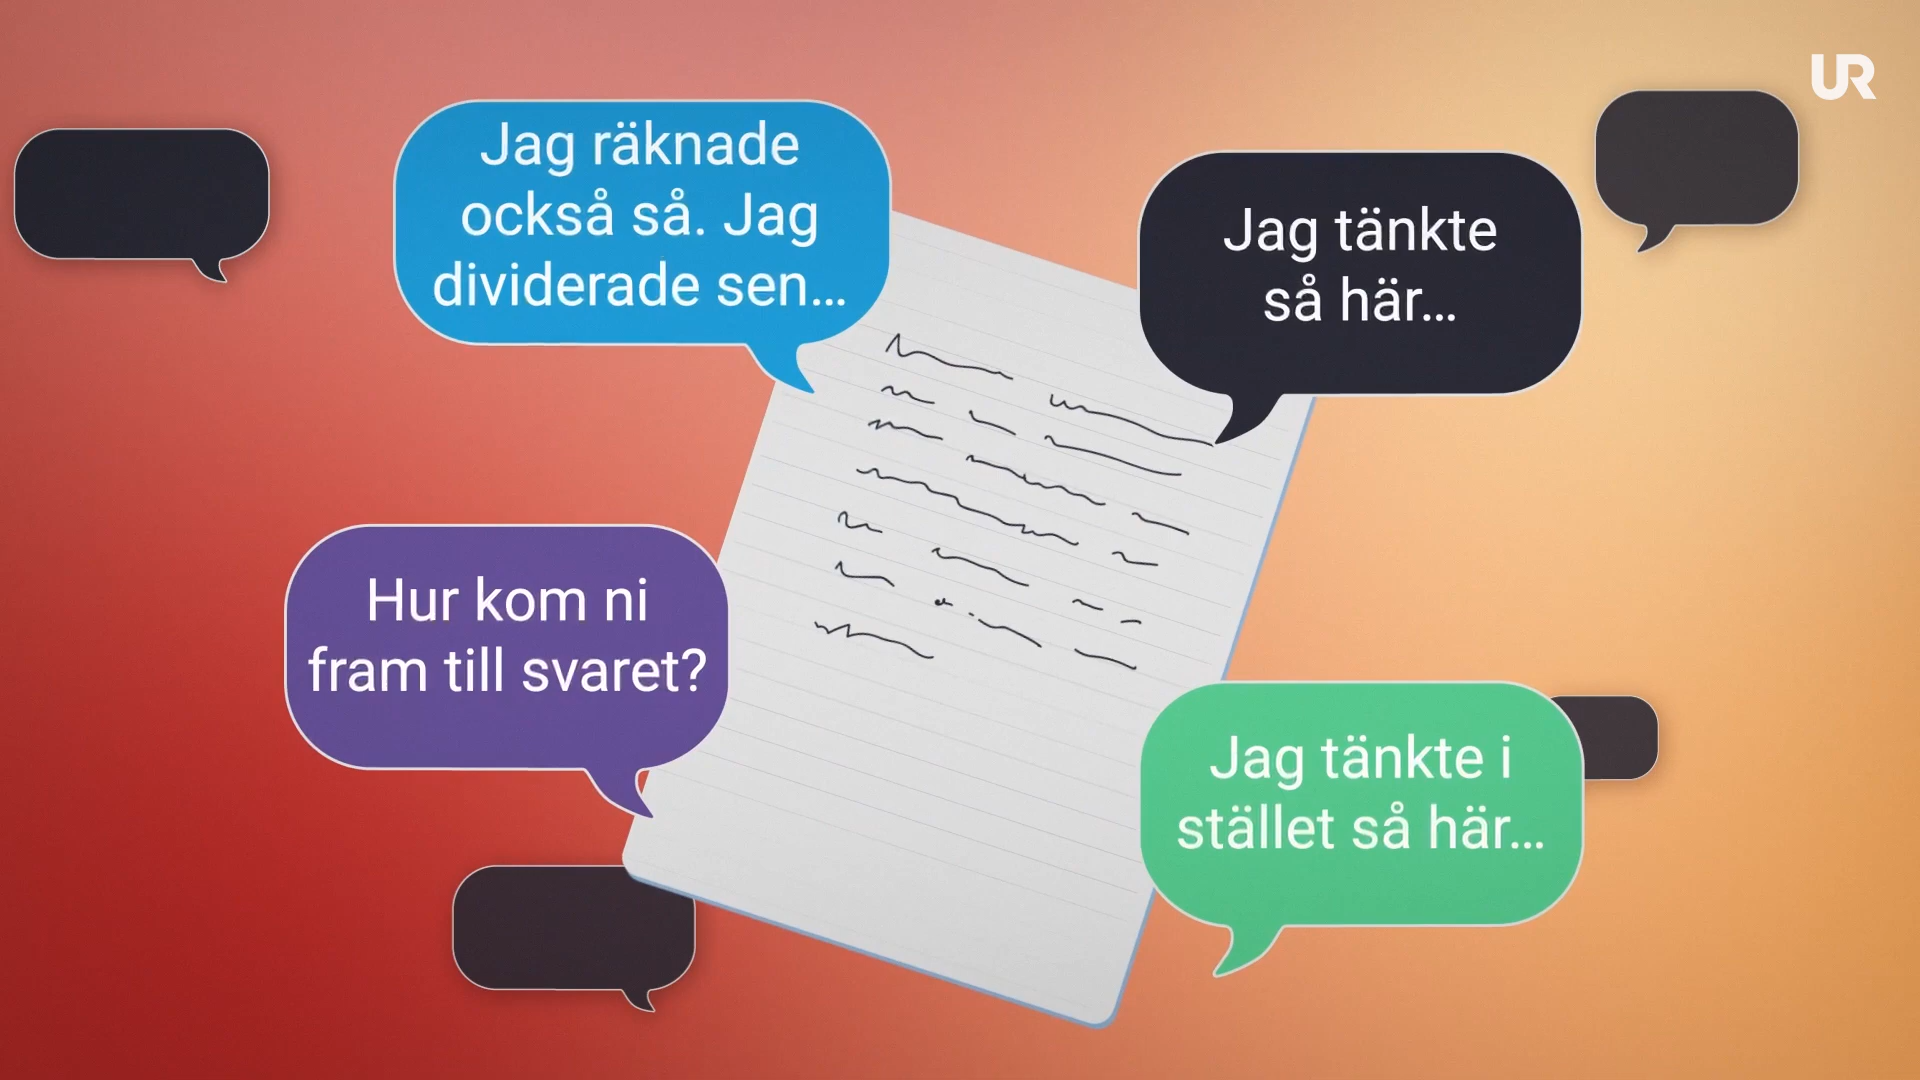 UR
Jag räknade
också så. Jag
dividerade sen...
Jag tänkte
så här...
Hur kom ni
fram till svaret?
Jag tänkte i
stället så här...